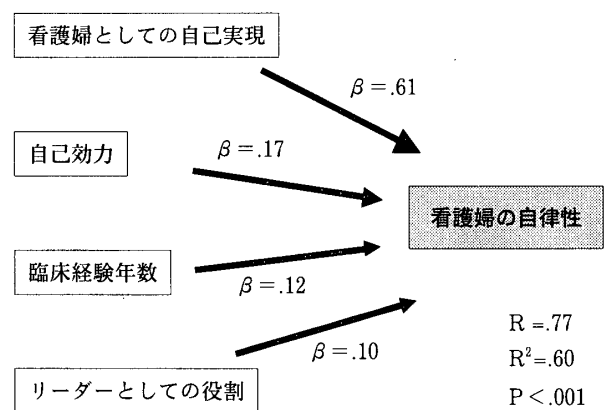 看護婦としての自己実現
β=.61
自己効力
β=.17
看護婦の自律性
臨床経験年数
β=.12
β=.10
リーダーとしての役割
R=.77
R²=.60
P<.001